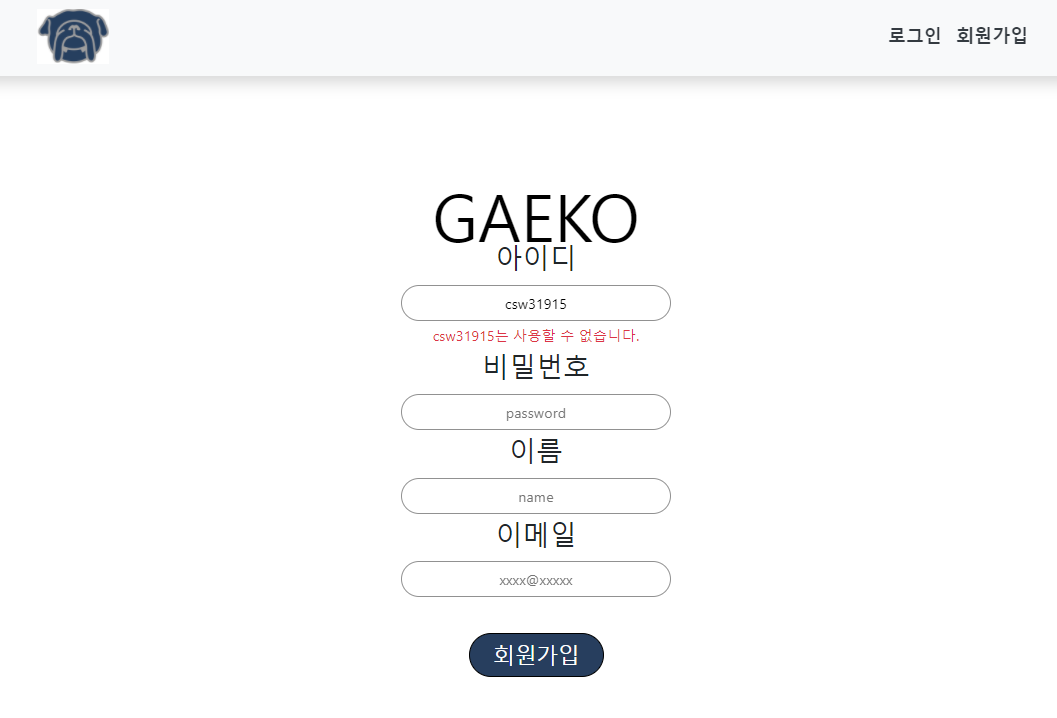 로그인 회원가입
GAEKO
아이디
csw31915
csw31915는 사용할 수 없습니다.
비밀번호
password
이름
name
이메일
xxxx@xxxxx
회원가입